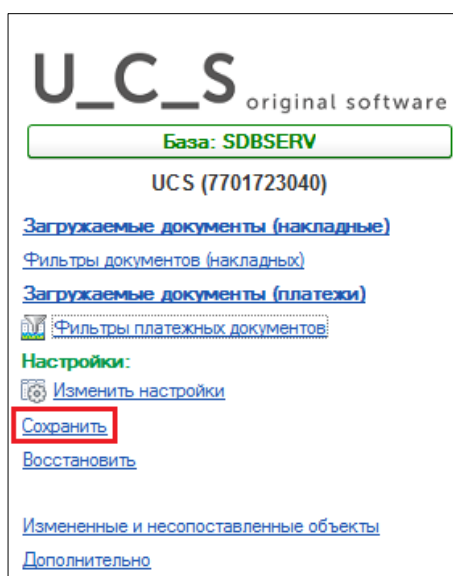 U_C_S original software
База: SDBSERV
UCS (7701723040)
Загружаемые документы (накладные)
Фильтры документов (накладных)
Загружаемые документы (платежи)
Фильтры платежных документов
Настройки:
Изменить настройки
Сохранить
Восстановить
Измененные и несопоставленные объекты
Дополнительно